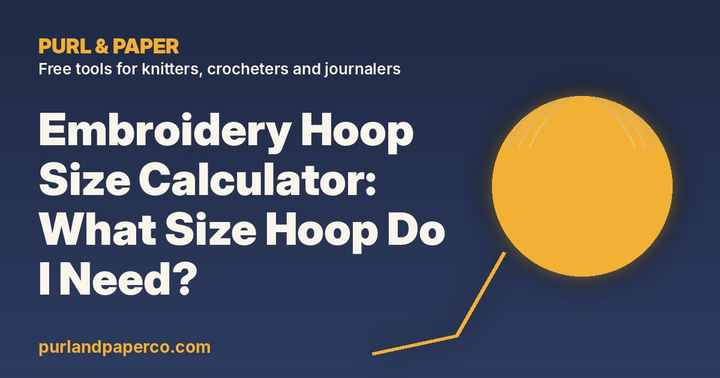 PURL & PAPER
Free tools for knitters, crocheters and journalers
Embroidery Hoop
Size Calculator:
What Size Hoop Do
I Need?
purlandpaperco.com